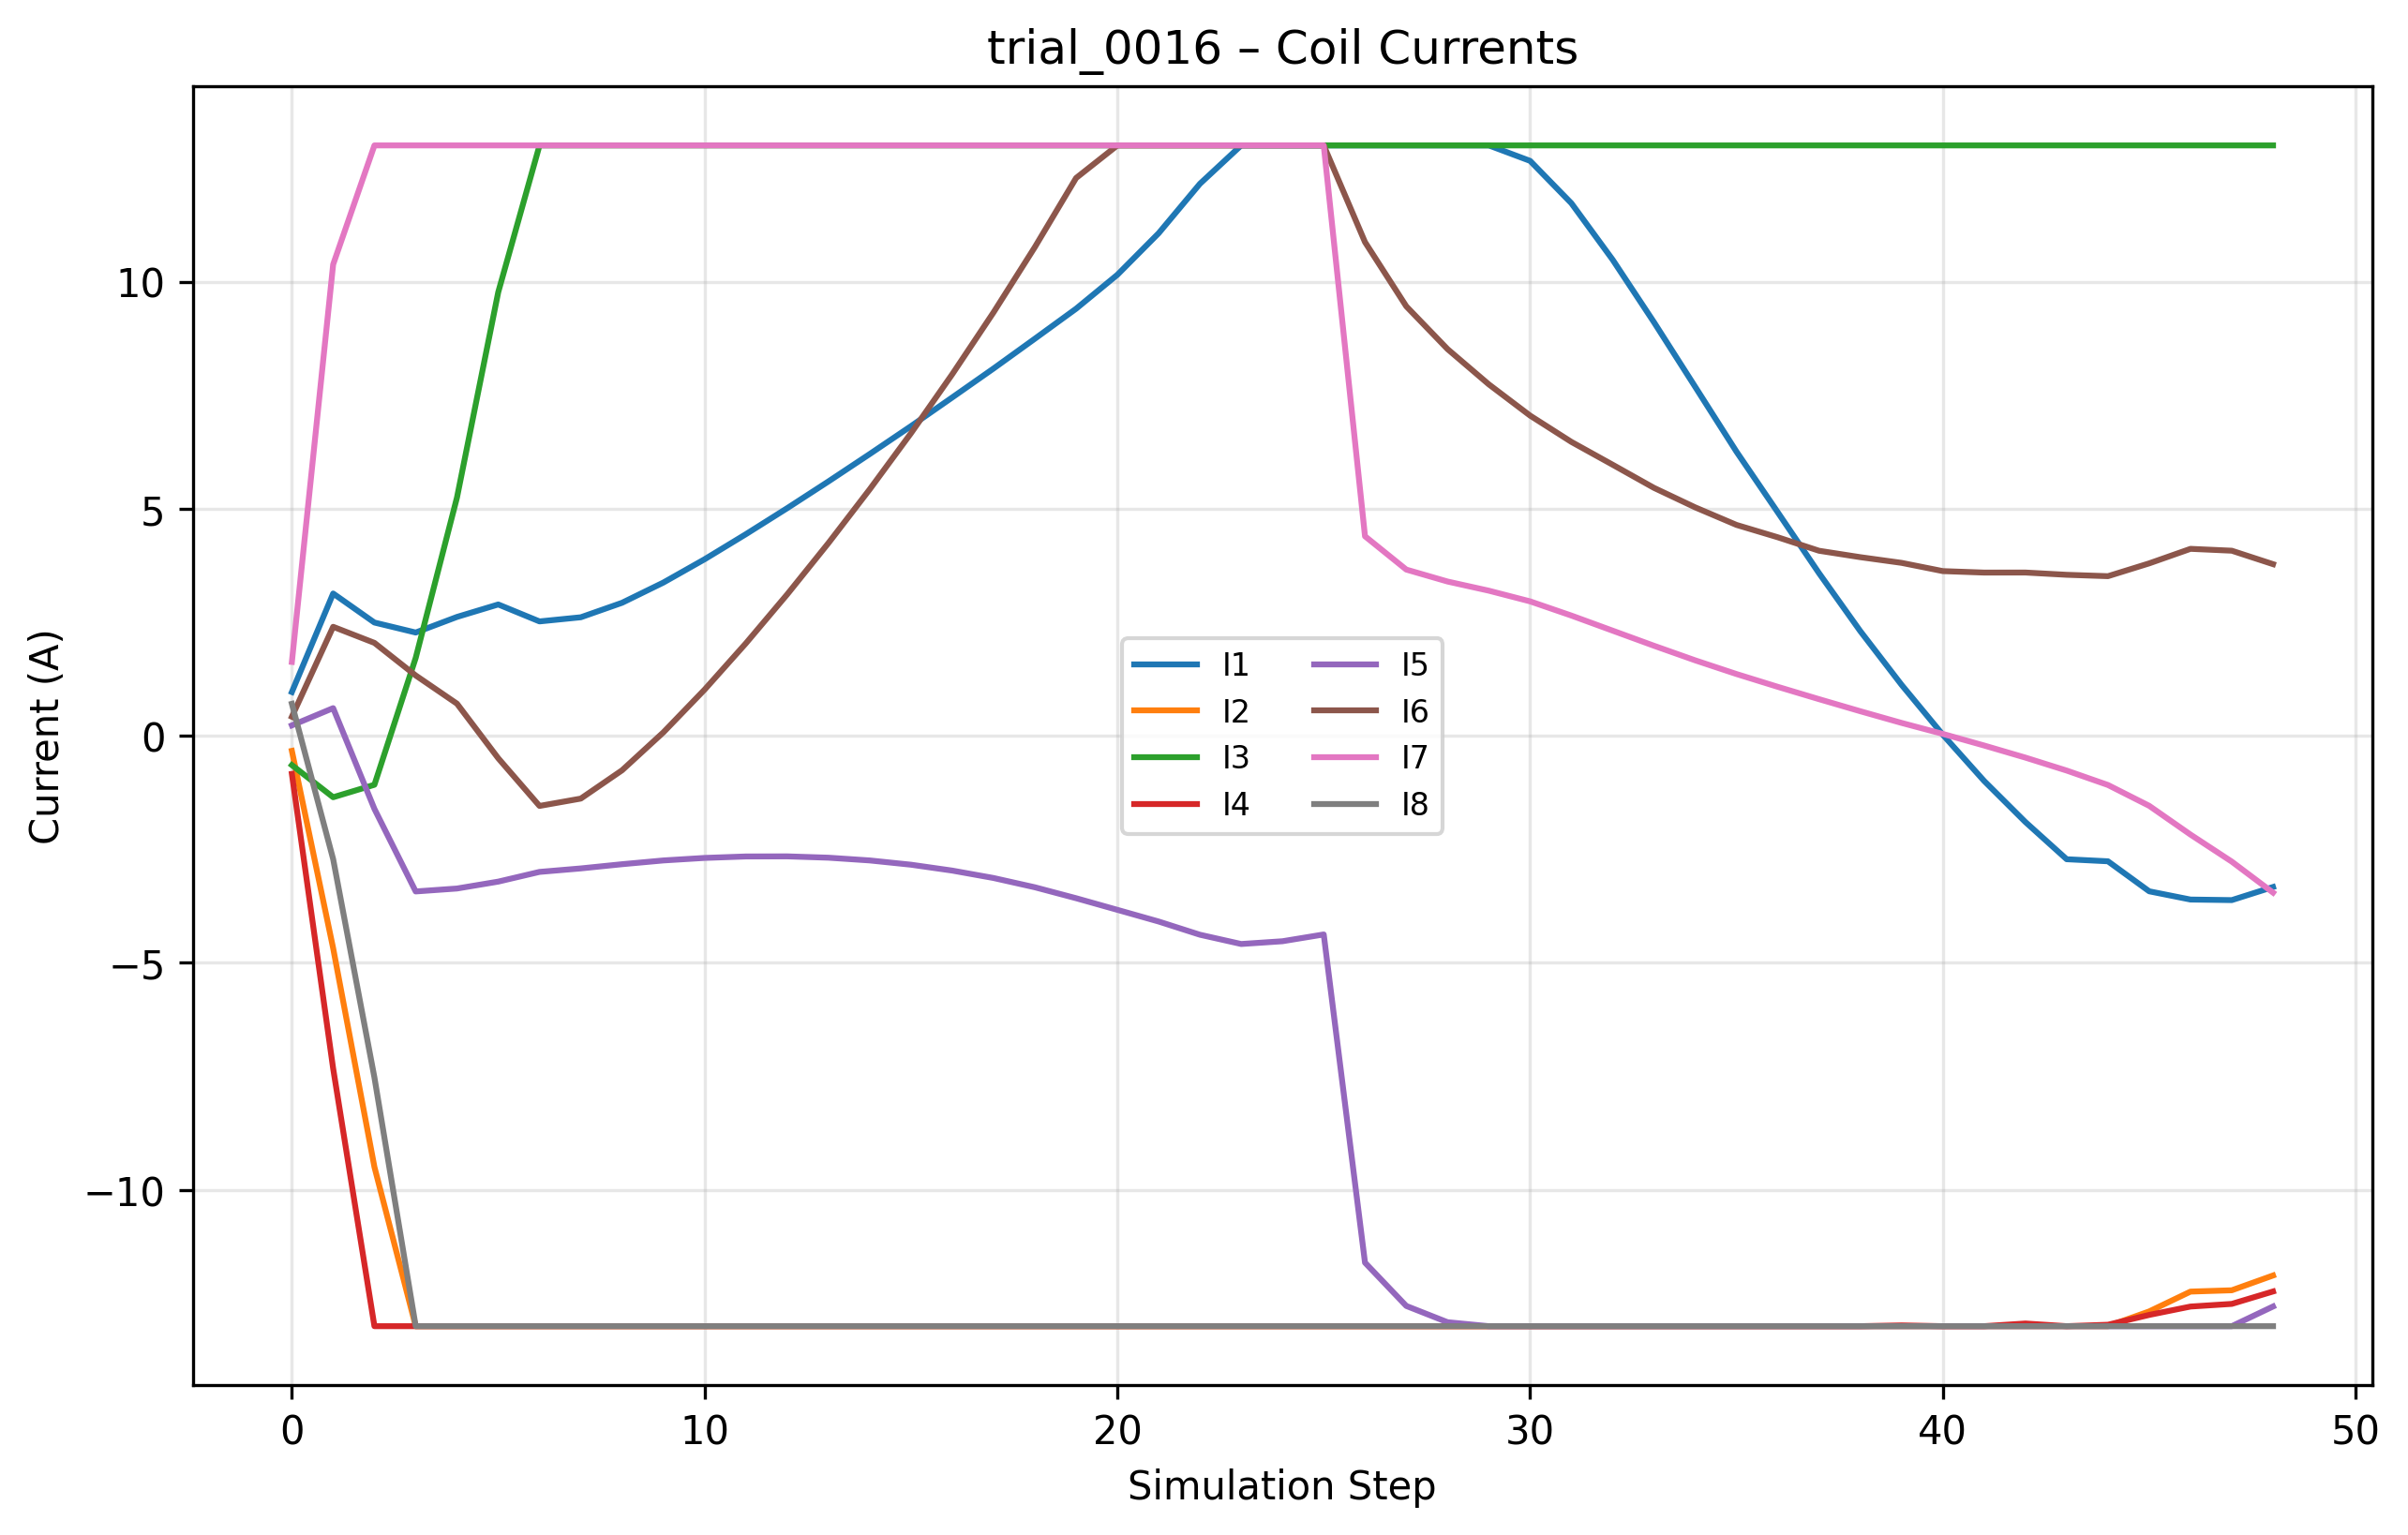 trial_0016 – Coil Currents
Current (A)
10
5
0
−5
−10
I1
I2
I3
I4
I5
I6
I7
I8
0
10
20
30
40
50
Simulation Step